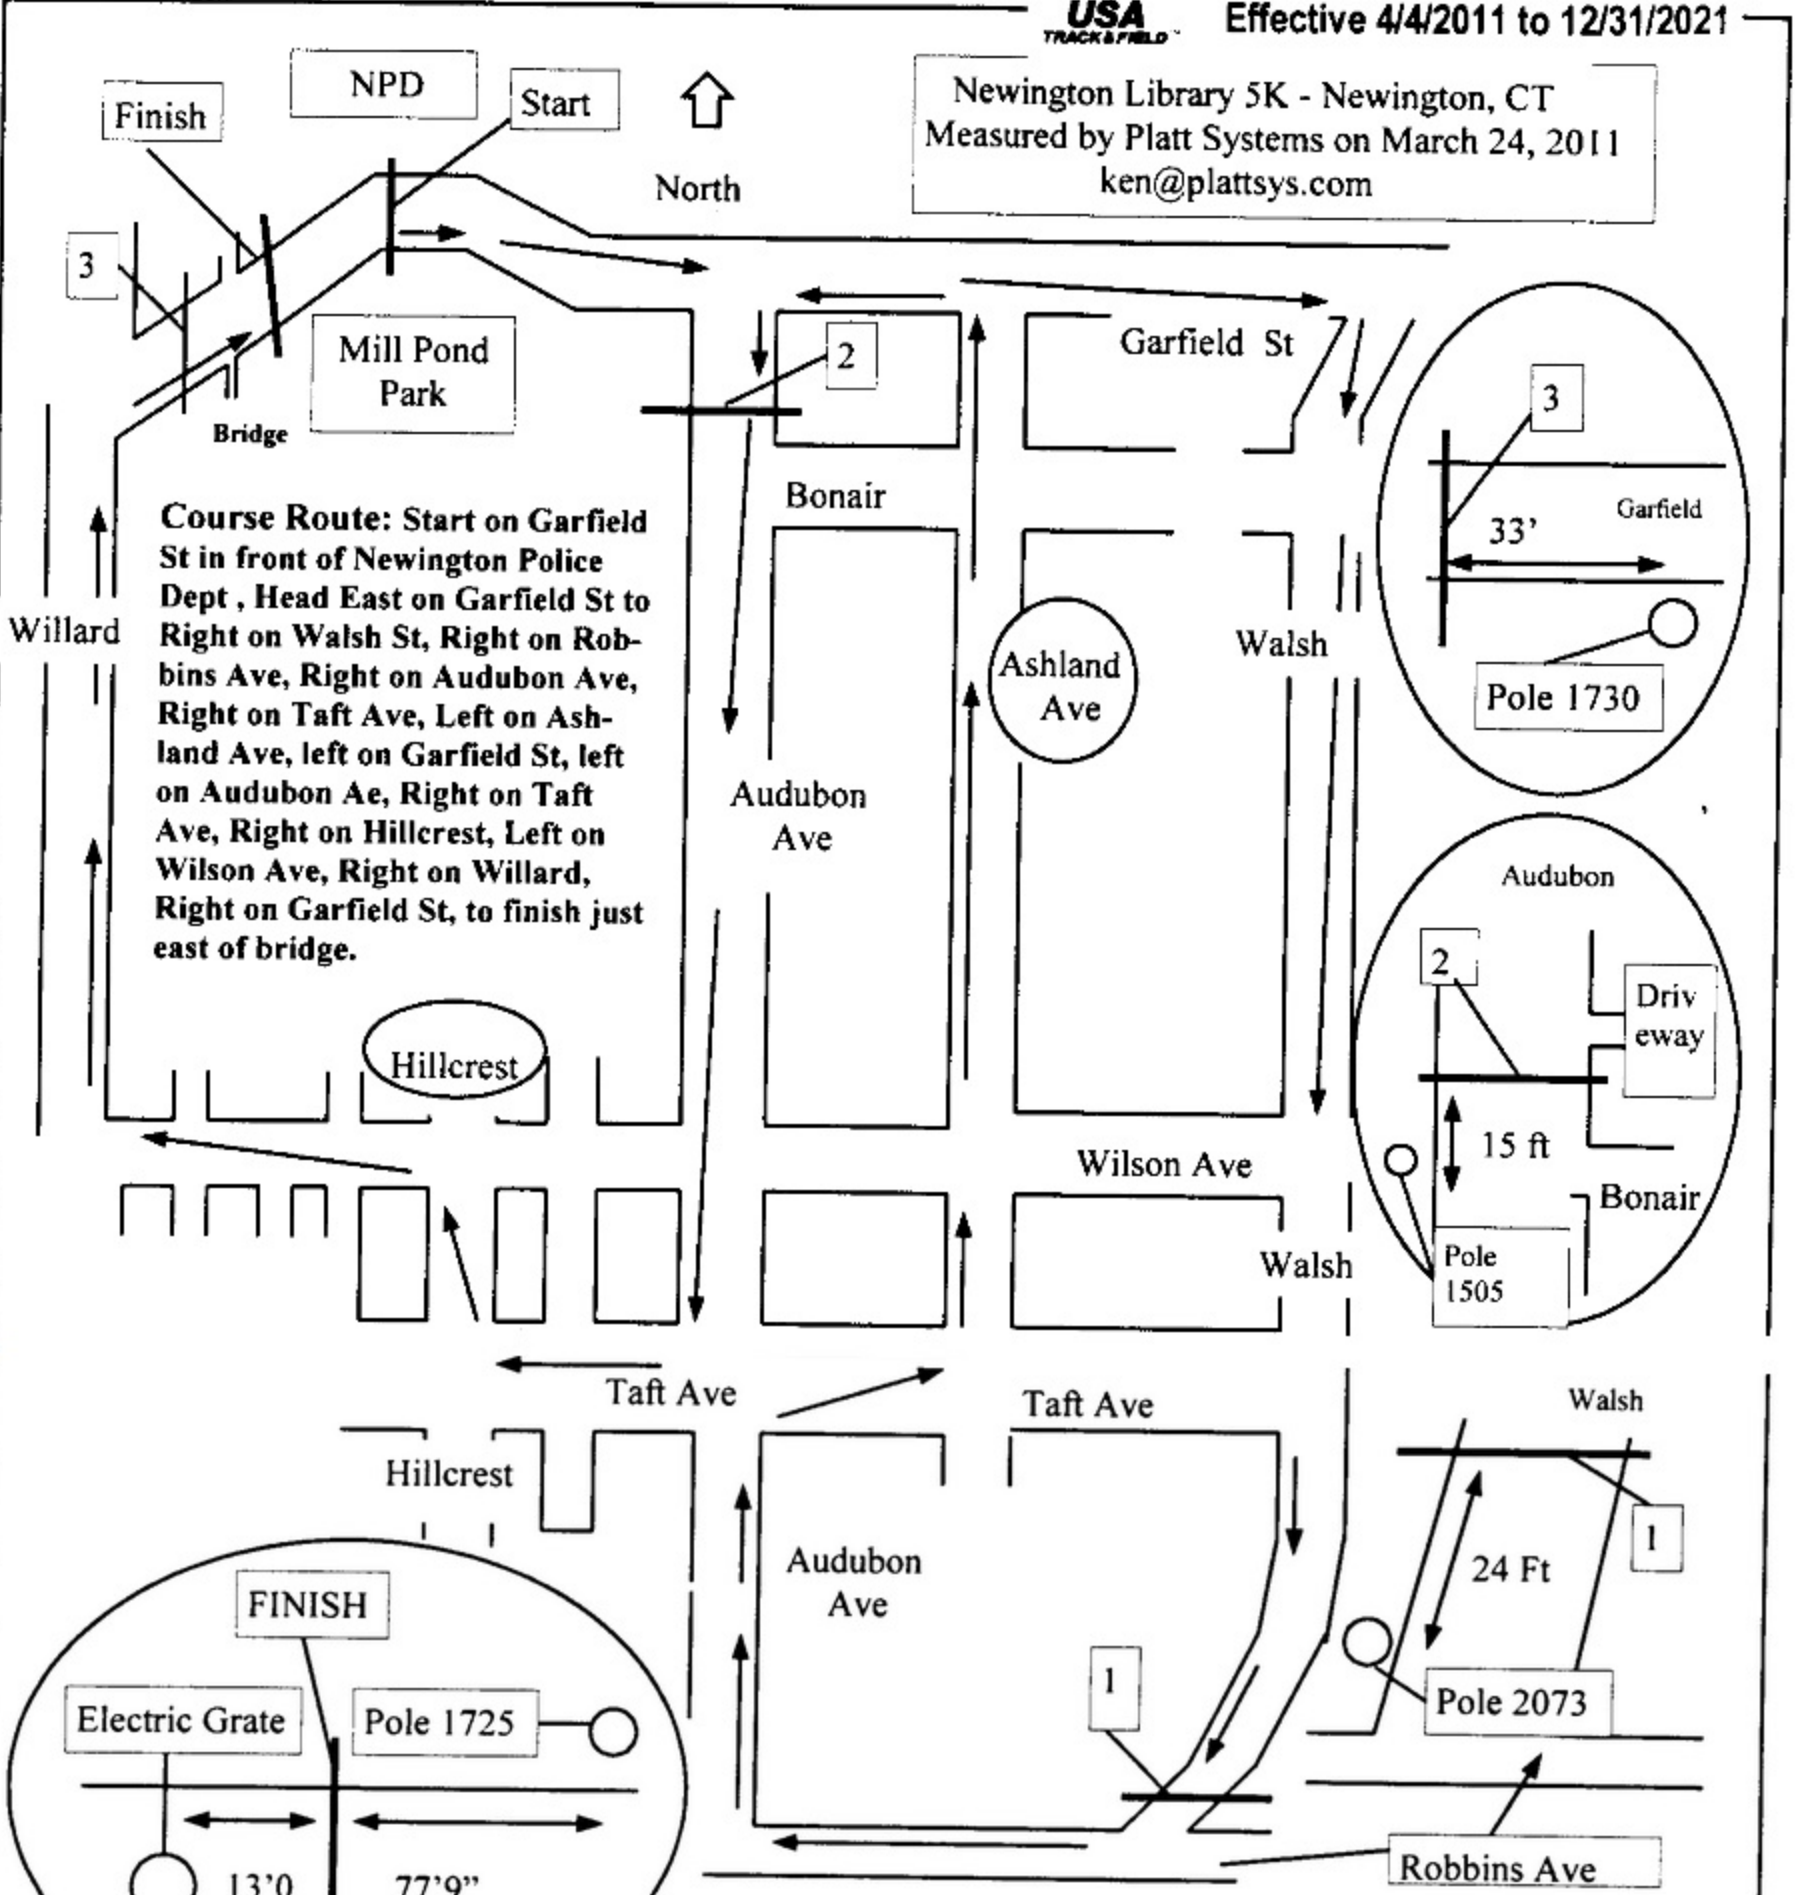 USA
TRACK & FIELD
Effective 4/4/2011 to 12/31/2021
Newington Library 5K - Newington, CT
Measured by Platt Systems on March 24, 2011
ken@plattsys.com
NPD
Start
Finish
North
3
Mill Pond
Park
Bridge
2
Garfield St
3
Garfield
33’
Pole 1730
Bonair
Willard
Course Route: Start on Garfield
St in front of Newington Police
Dept , Head East on Garfield St to
Right on Walsh St, Right on Rob-
bins Ave, Right on Audubon Ave,
Right on Taft Ave, Left on Ash-
land Ave, left on Garfield St, left
on Audubon Ae, Right on Taft
Ave, Right on Hillcrest, Left on
Wilson Ave, Right on Willard,
Right on Garfield St, to finish just
east of bridge.
Ashland
Ave
Walsh
Audubon
Ave
Audubon
2
Driv
eway
15 ft
Bonair
Pole
1505
Hillcrest
Wilson Ave
Walsh
Taft Ave
Taft Ave
Hillcrest
Walsh
1
24 Ft
Pole 2073
Audubon
Ave
1
Robbins Ave
FINISH
Electric Grate
Pole 1725
13’0
77’9”